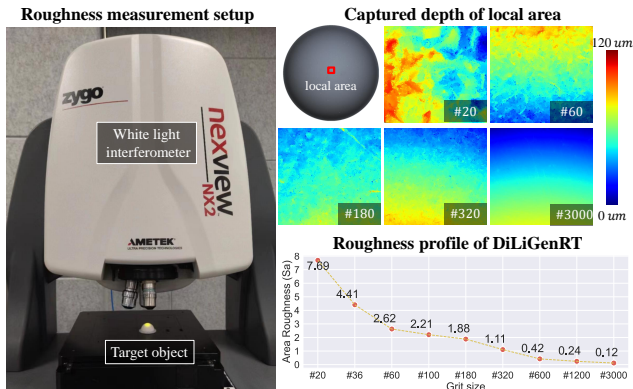 Roughness measurement setup
zygo
White light
interferometer
nexview
NX2
AMETEK
ULTRA PRECISION TECHNOLOGIES
Target object
Captured depth of local area
local area
#20
#60
120 um
#180
#320
#3000
0 um
Roughness profile of DiLiGenRT
Area Roughness (Sa)
8
7
6
5
4
3
2
1
0
7.69
4.41
2.62
2.21
1.88
1.11
0.42
0.24
0.12
#20
#36
#60
#100
#180
#320
#600
#1200
#3000
Grit size